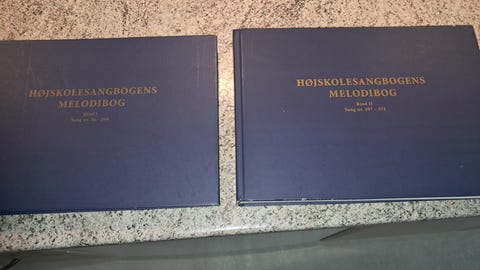 HØJSKOLESANGBOGENS
MELODIBOG
Bind I
Sang nr.
HØJSKOLESANGBOGENS
MELODIBOG
Bind II
Sang nr.